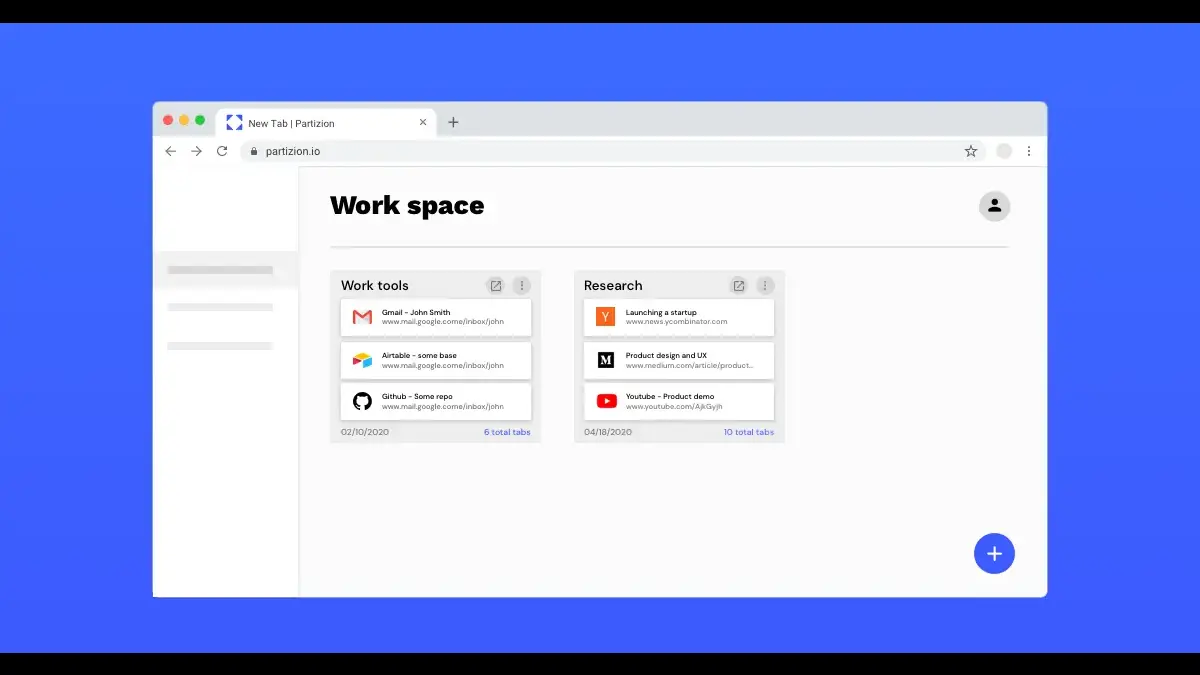 New Tab | Partizion
partizion.io
Work space
Work tools
Gmail - John Smith
www.mail.google.come/inbox/john
Airtable - some base
www.mail.google.come/inbox/john
Github - Some repo
www.mail.google.come/inbox/john
02/10/2020
6 total tabs
Research
Y
Launching a startup
www.news.ycombinator.com
M
Product design and UX
www.medium.com/article/product...
Youtube - Product demo
www.youtube.com/AjkGyjh
04/18/2020
10 total tabs